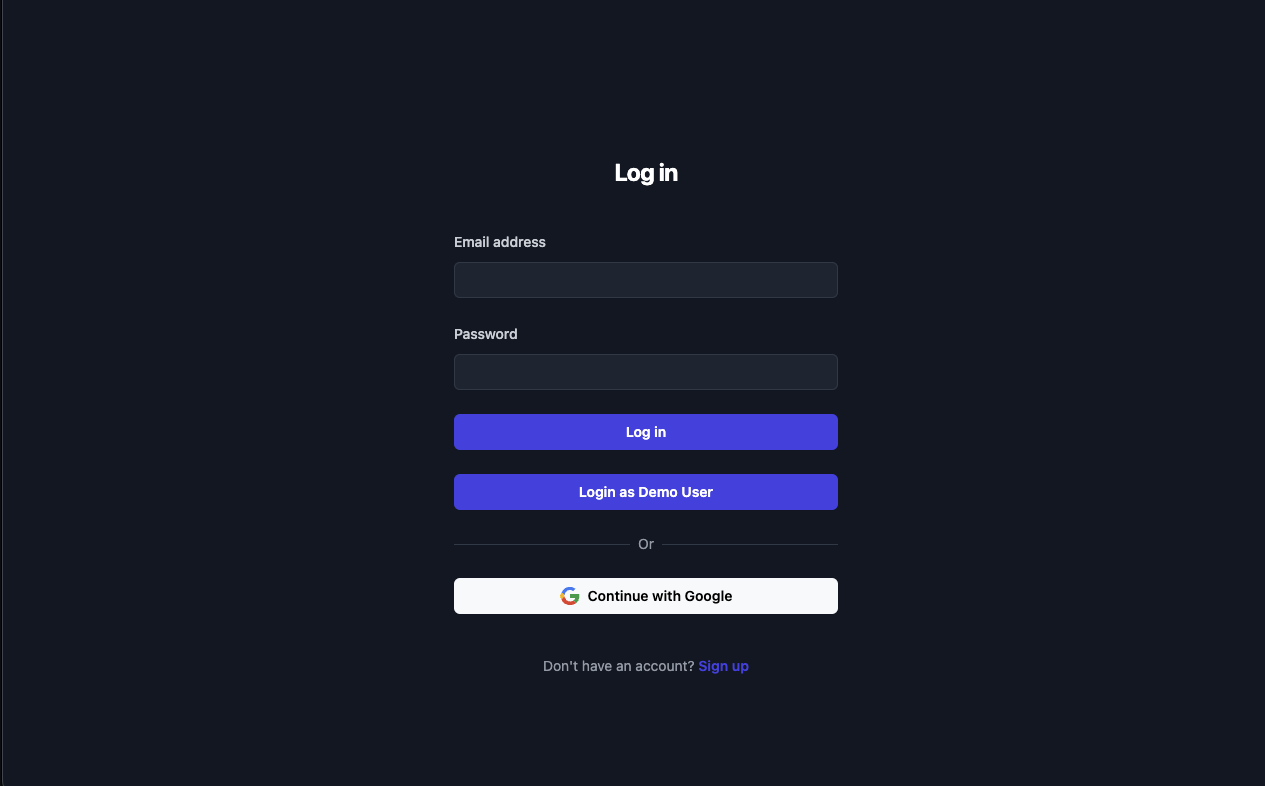 Log in
Email address
Password
Log in
Login as Demo User
Or
Continue with Google
Don't have an account? Sign up